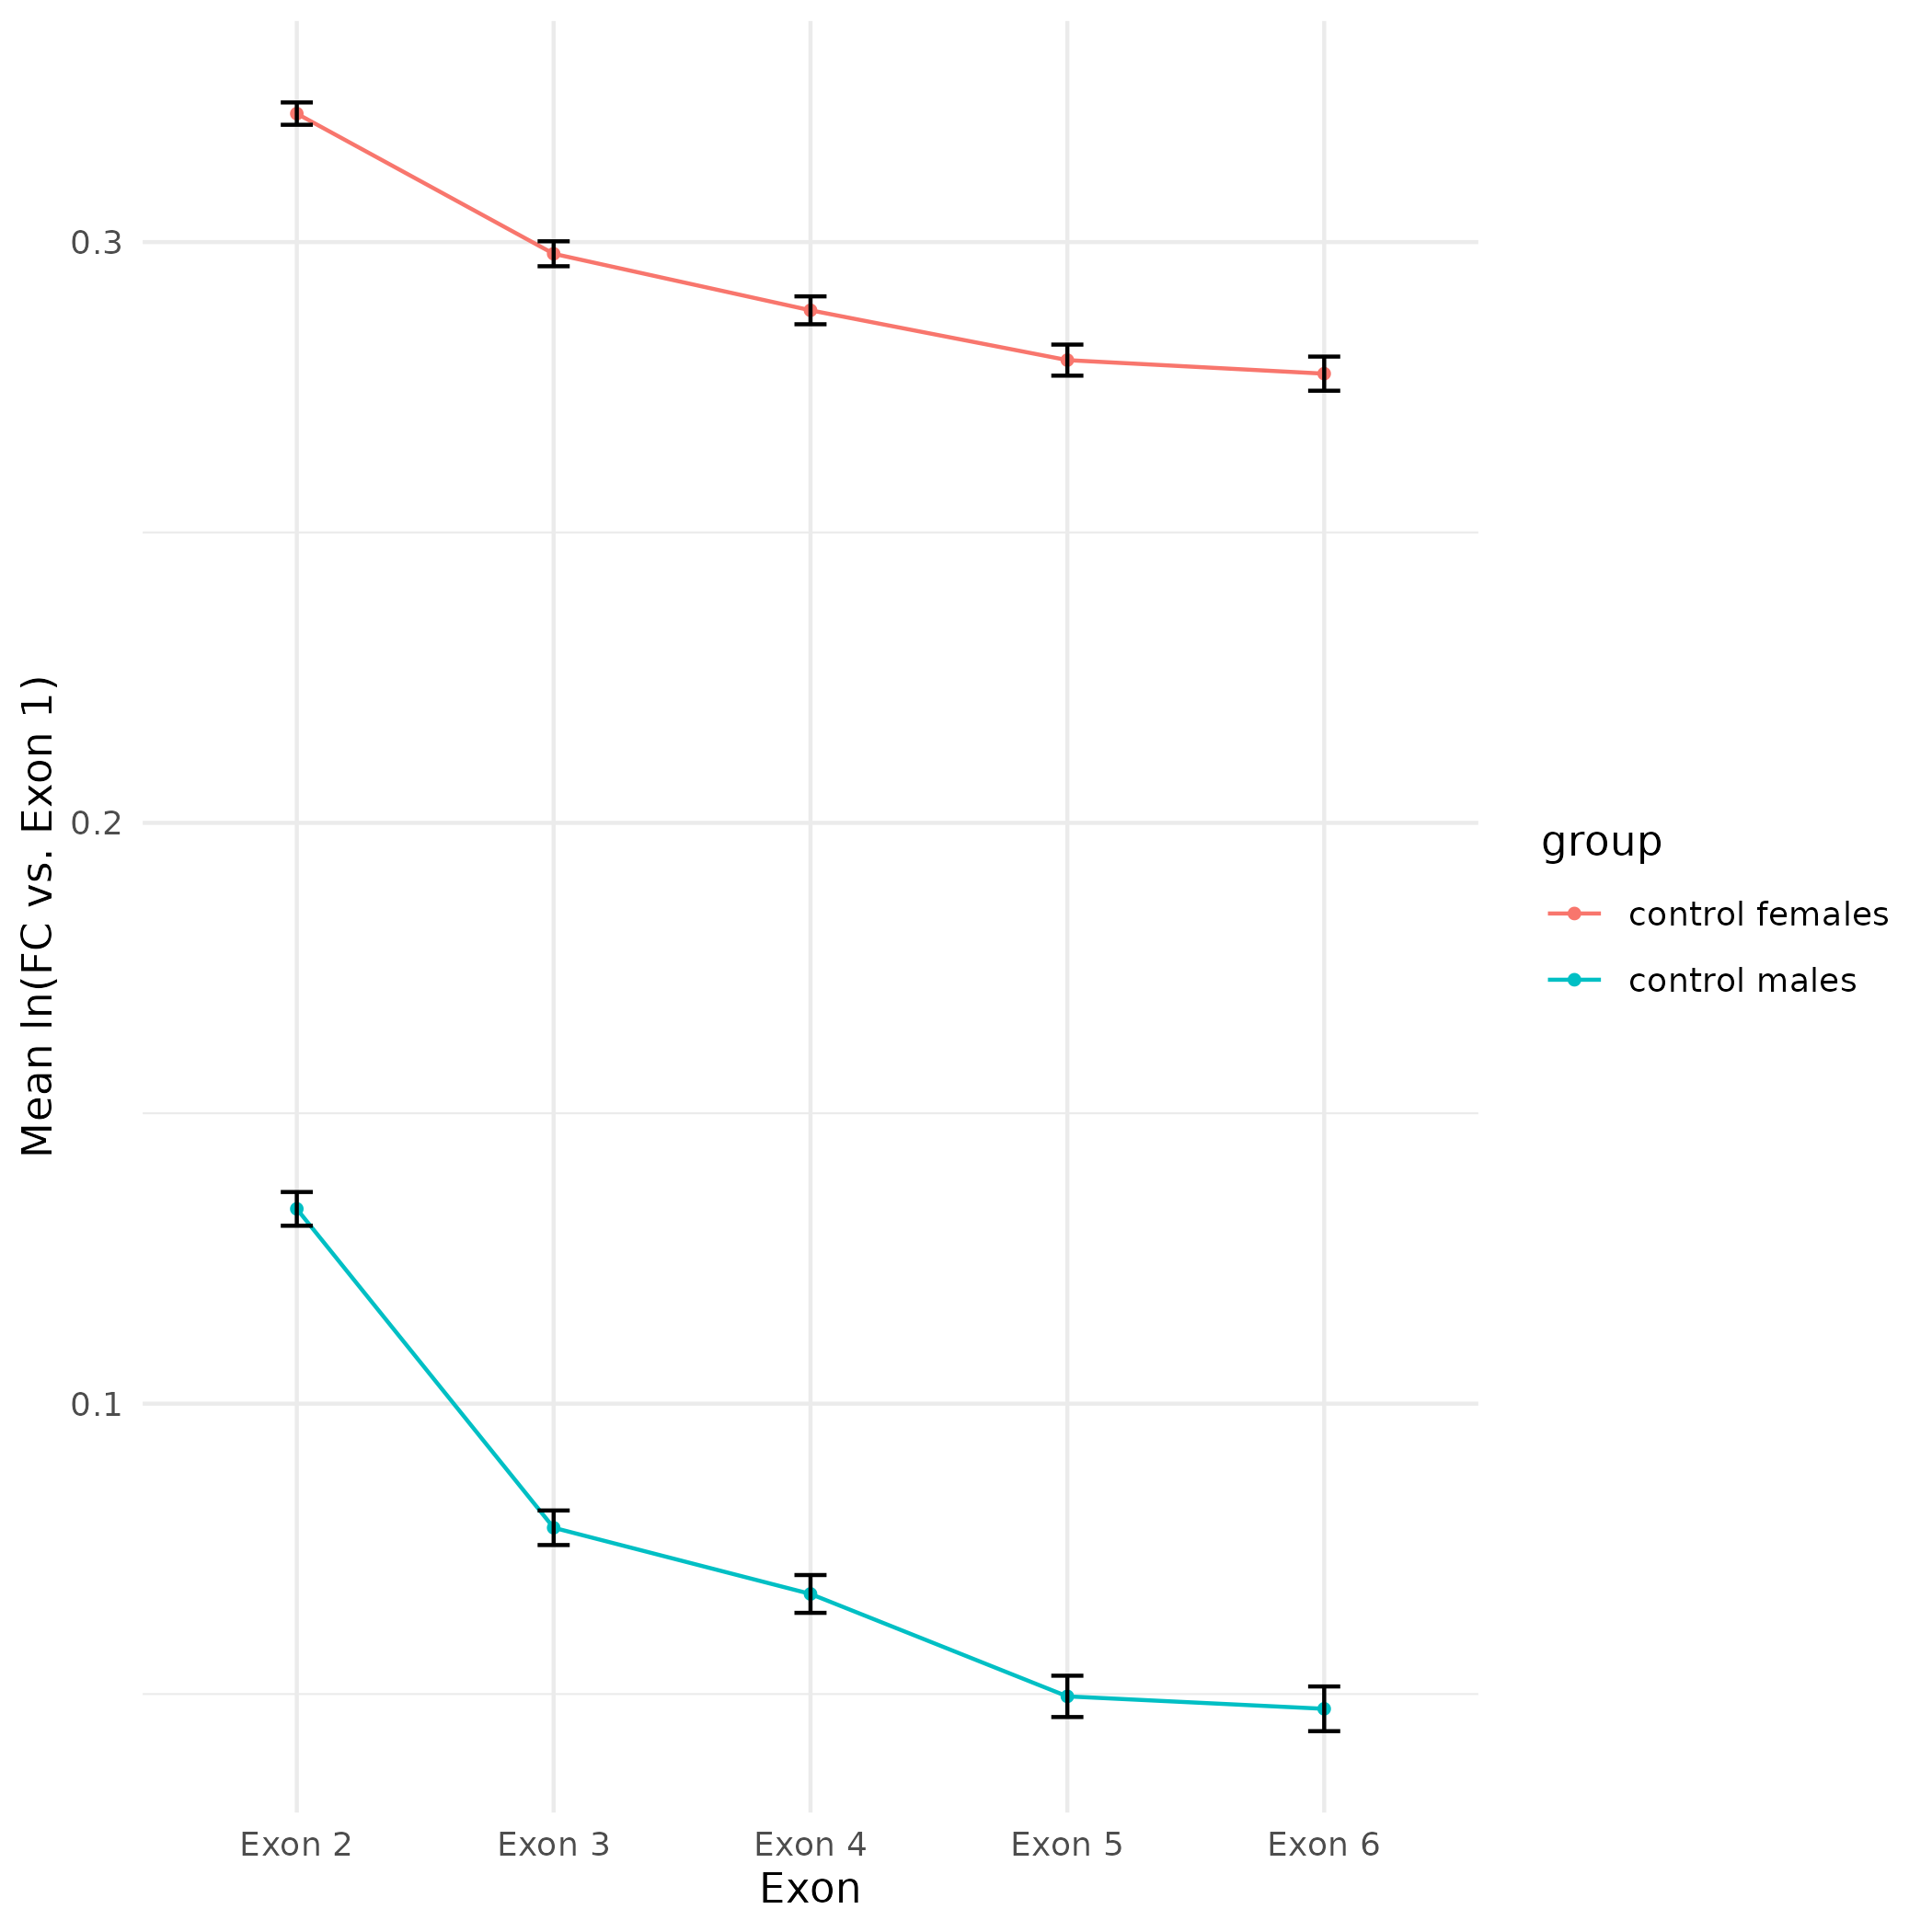 Mean ln(FC vs. Exon 1)
0.3
0.2
0.1
Exon 2 Exon 3 Exon 4 Exon 5 Exon 6
Exon
group
control females
control males